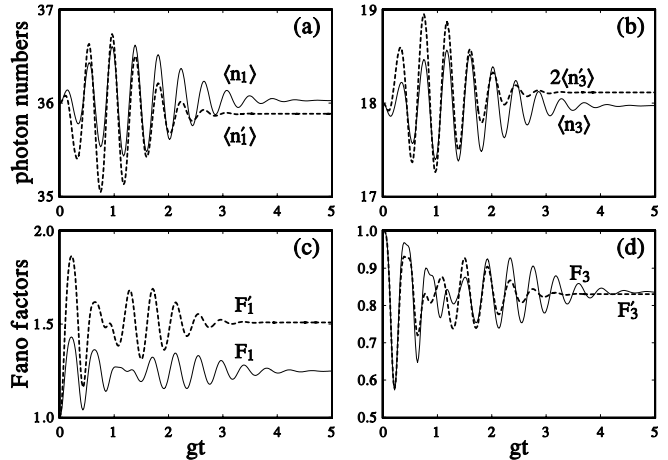 photon numbers
37
36
35
0 1 2 3 4 5
(a)
⟨n₁⟩
⟨n′₁⟩
19
18
17
0 1 2 3 4 5
(b)
2⟨n′₃⟩
⟨n₃⟩
Fano factors
2.0
1.5
1.0
0 1 2 3 4 5
gt
(c)
F′₁
F₁
1.0
0.9
0.8
0.7
0.6
0.5
0 1 2 3 4 5
gt
(d)
F₃
F′₃